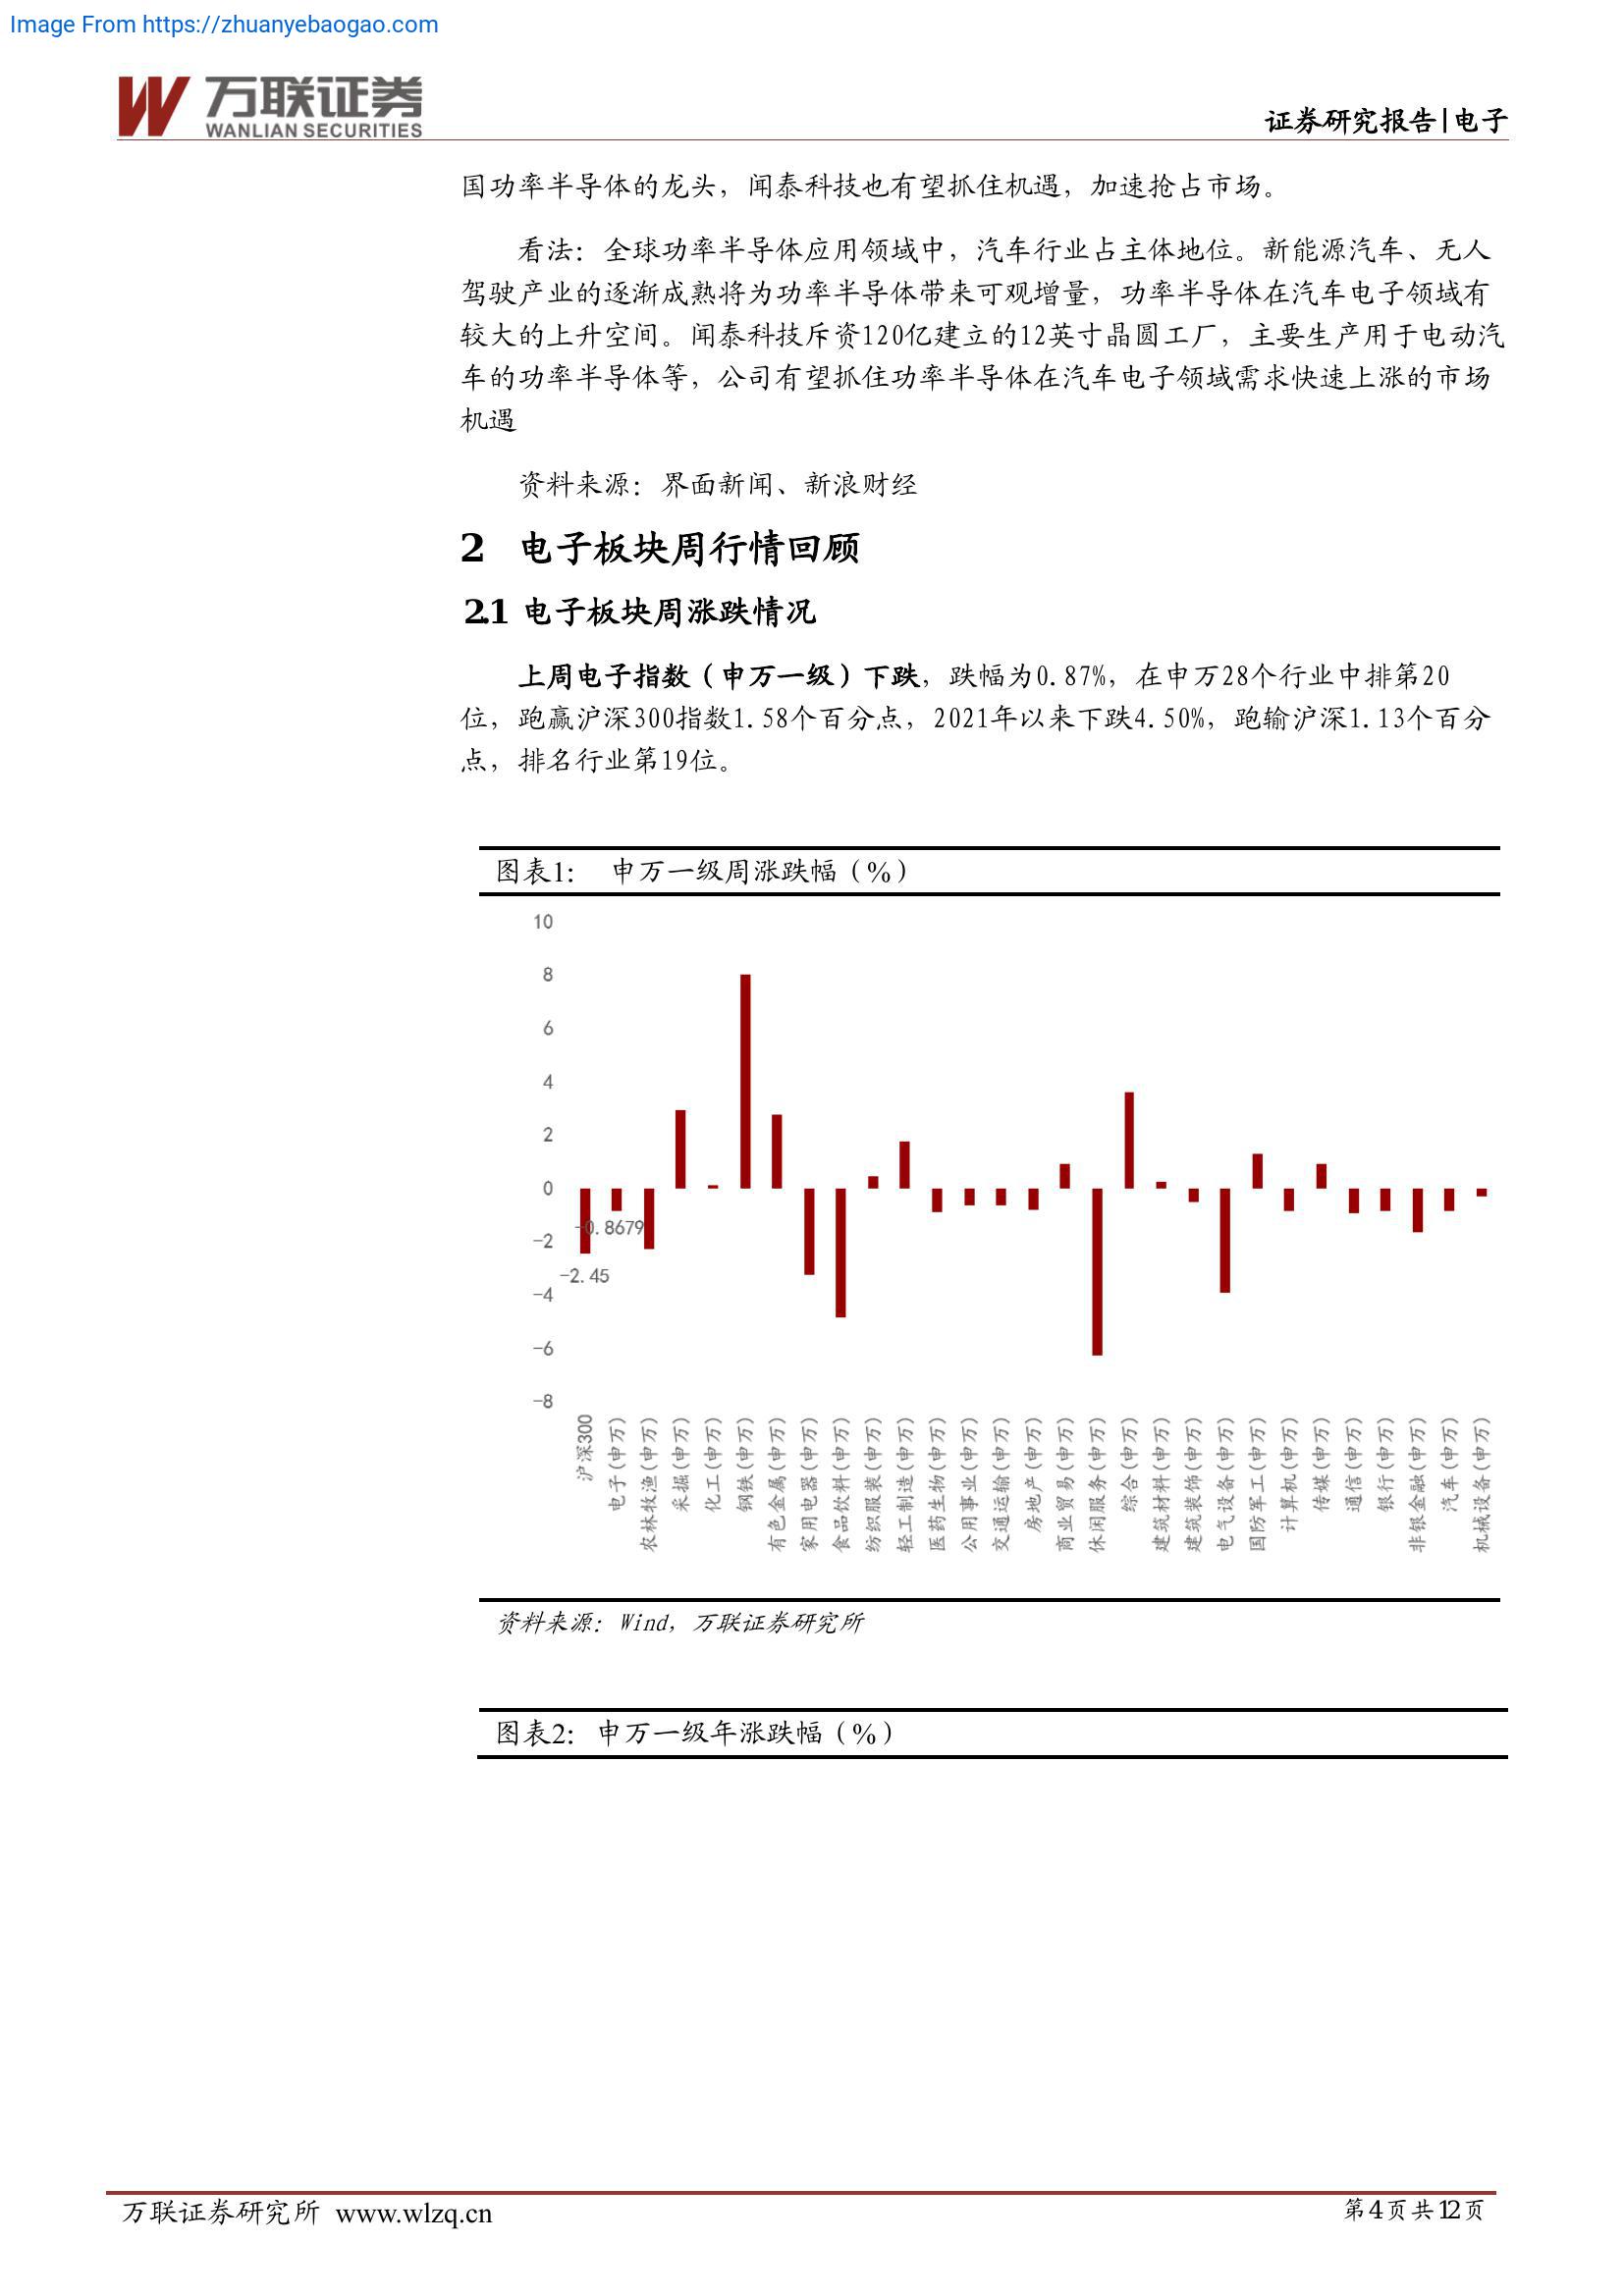 Image From https://zhuanyebaogao.com
万联证券
WANLIAN SECURITIES
证券研究报告|电子
国功率半导体的龙头，闻泰科技也有望抓住机遇，加速抢占市场。
看法：全球功率半导体应用领域中，汽车行业占主体地位。新能源汽车、无人
驾驶产业的逐渐成熟将为功率半导体带来可观增量，功率半导体在汽车电子领域有
较大的上升空间。闻泰科技斥资120亿建立的12英寸晶圆工厂，主要生产用于电动汽
车的功率半导体等，公司有望抓住功率半导体在汽车电子领域需求快速上涨的市场
机遇
资料来源：界面新闻、新浪财经
2 电子板块周行情回顾
2.1 电子板块周涨跌情况
上周电子指数（申万一级）下跌，跌幅为0.87%，在申万28个行业中排第20
位，跑赢沪深300指数1.58个百分点，2021年以来下跌4.50%，跑输沪深1.13个百分
点，排名行业第19位。
图表1： 申万一级周涨跌幅（%）
10
8
6
4
2
0
-2
-4
-6
-8
-0.8679
-2.45
沪深300
电子(申万)
农林牧渔(申万)
采掘(申万)
化工(申万)
钢铁(申万)
有色金属(申万)
家用电器(申万)
食品饮料(申万)
纺织服装(申万)
轻工制造(申万)
医药生物(申万)
公用事业(申万)
交通运输(申万)
房地产(申万)
商业贸易(申万)
休闲服务(申万)
综合(申万)
建筑材料(申万)
建筑装饰(申万)
电气设备(申万)
国防军工(申万)
计算机(申万)
传媒(申万)
通信(申万)
银行(申万)
非银金融(申万)
汽车(申万)
机械设备(申万)
资料来源：Wind，万联证券研究所
图表2：申万一级年涨跌幅（%）
万联证券研究所 www.wlzq.cn
第4页共12页